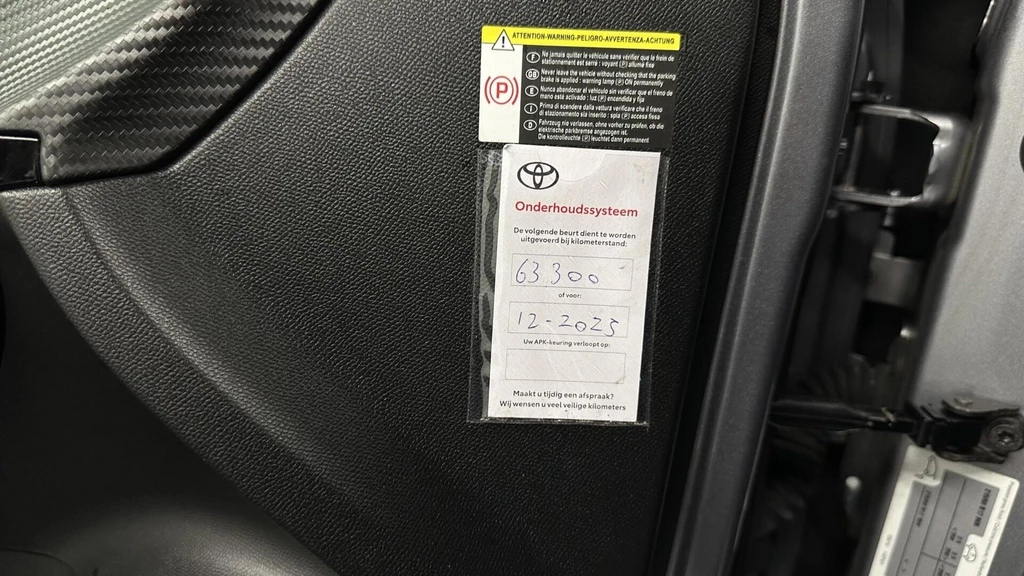 ATTENTION-WARNING-PELIGRO-AVVERTENZA-ACHTUNG
F Ne jamais quitter le véhicule sans vérifier que le frein de
stationnement est serré : voyant (P) allumé fixe
GB Never leave the vehicle without checking that the parking
brake is applied : warning lamp (P) ON permanently
E Nunca abandonar el vehículo sin verificar que el freno de
mano esté activado : luz (P) encendida y fija
I Prima di scendere dalla vettura verificare che il freno
di stazionamento sia inserito : spia (P) accesa fissa
D Fahrzeug nie verlassen, ohne vorher zu prüfen, ob die
elektrische parkbremse angezogen ist.
Die kontrolleuchte (P) leuchtet dann permanent
(P)
Onderhoudssysteem
De volgende beurt dient te worden
uitgevoerd bij kilometerstand:
63300
of voor:
12-2023
Uw APK-keuring verloopt op:
Maakt u tijdig een afspraak?
Wij wensen u veel veilige kilometers